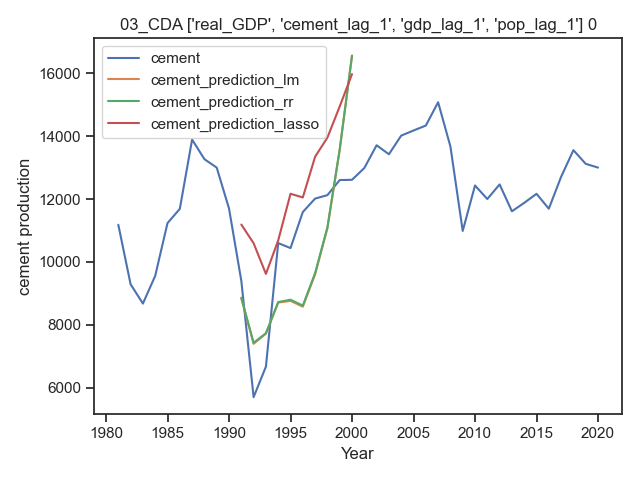 03_CDA ['real_GDP', 'cement_lag_1', 'gdp_lag_1', 'pop_lag_1'] 0
cement
cement_prediction_lm
cement_prediction_rr
cement_prediction_lasso
16000
14000
12000
10000
8000
6000
cement production
1980
1985
1990
1995
2000
2005
2010
2015
2020
Year